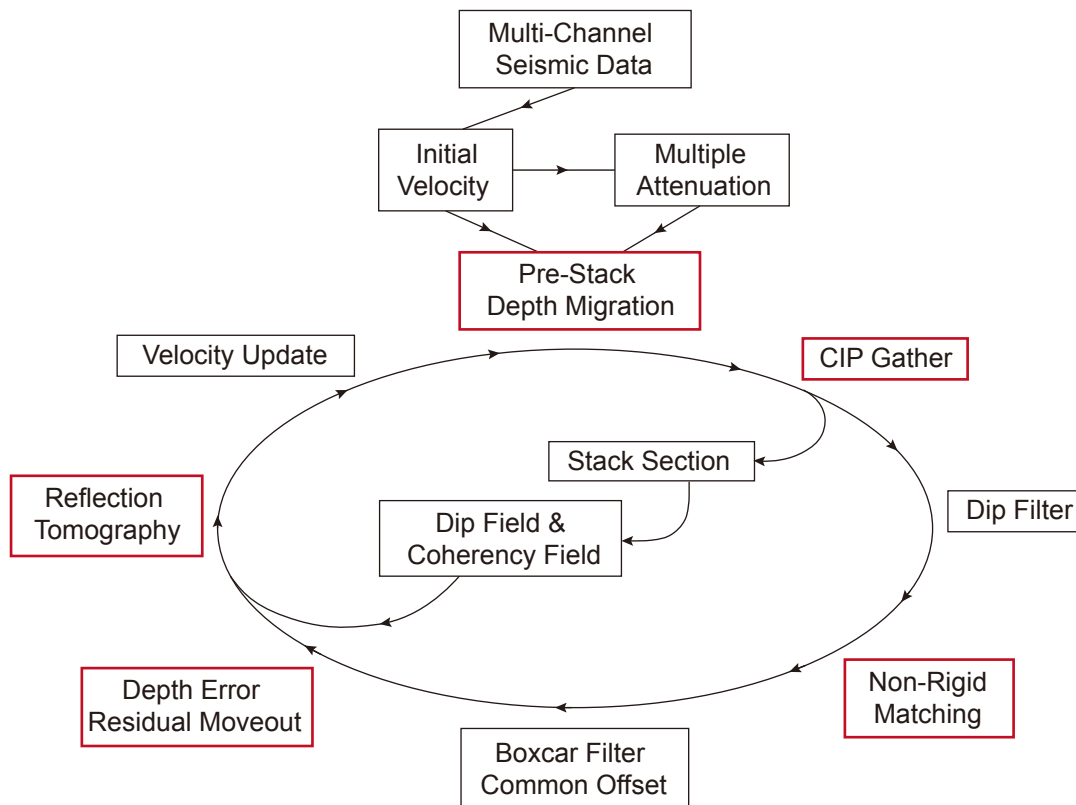 Multi-Channel
Seismic Data
Initial
Velocity
Multiple
Attenuation
Pre-Stack
Depth Migration
Velocity Update
CIP Gather
Stack Section
Reflection
Tomography
Dip Field &
Coherency Field
Dip Filter
Depth Error
Residual Moveout
Non-Rigid
Matching
Boxcar Filter
Common Offset